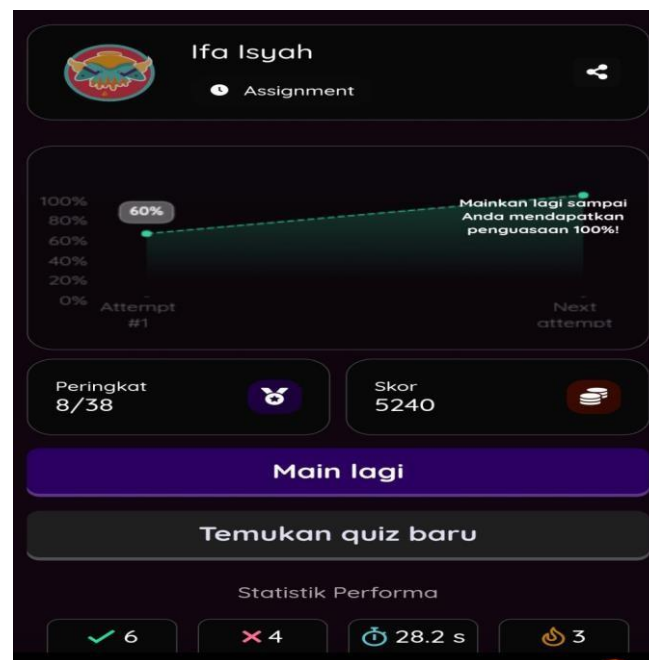 Ifa Isyah
Assignment
100%
80%
60%
40%
20%
0%
60%
Mainkan lagi sampai
Anda mendapatkan
penguasaan 100%!
Attempt
#1
Next
attempt
Peringkat
8/38
Skor
5240
Main lagi
Temukan quiz baru
Statistik Performa
6
4
28.2 s
3